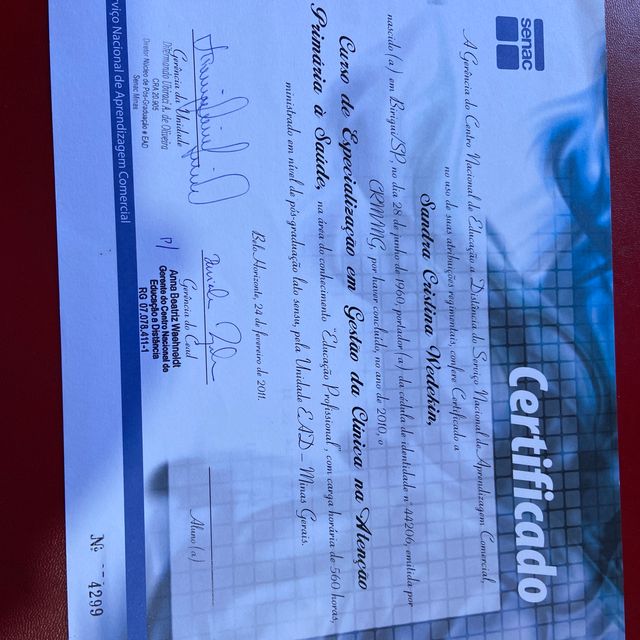 senac
Certificado
A Gerência do Centro Nacional de Educação a Distância do Serviço Nacional de Aprendizagem Comercial,
no uso de suas atribuições regimentais, confere Certificado a
Sandra Cristina Wedekin,
nascido(a) em Birigui/SP, no dia 28 de junho de 1960, portador(a) da cédula de identidade nº 44206, emitida por
CRM/MG, por haver concluído, no ano de 2010, o
Curso de Especialização em Gestão da Clínica na Atenção
Primária à Saúde, na área do conhecimento "Educação Profissional", com carga horária de 560 horas,
ministrado em nível de pós-graduação lato sensu, pela Unidade EAD – Minas Gerais.
Belo Horizonte, 24 de fevereiro de 2011.
Gerência da Unidade
de Oliveira
CRA 20.905
Diretor Núcleo de Pós-Graduação e EAD
Senac Minas
Gerência do Cead
p/
Anna Beatriz Waehneldt
Gerente do Centro Nacional de
Educação a Distância
RG 07.078.411-1
Aluno(a)
rviço Nacional de Aprendizagem Comercial
Nº 4299